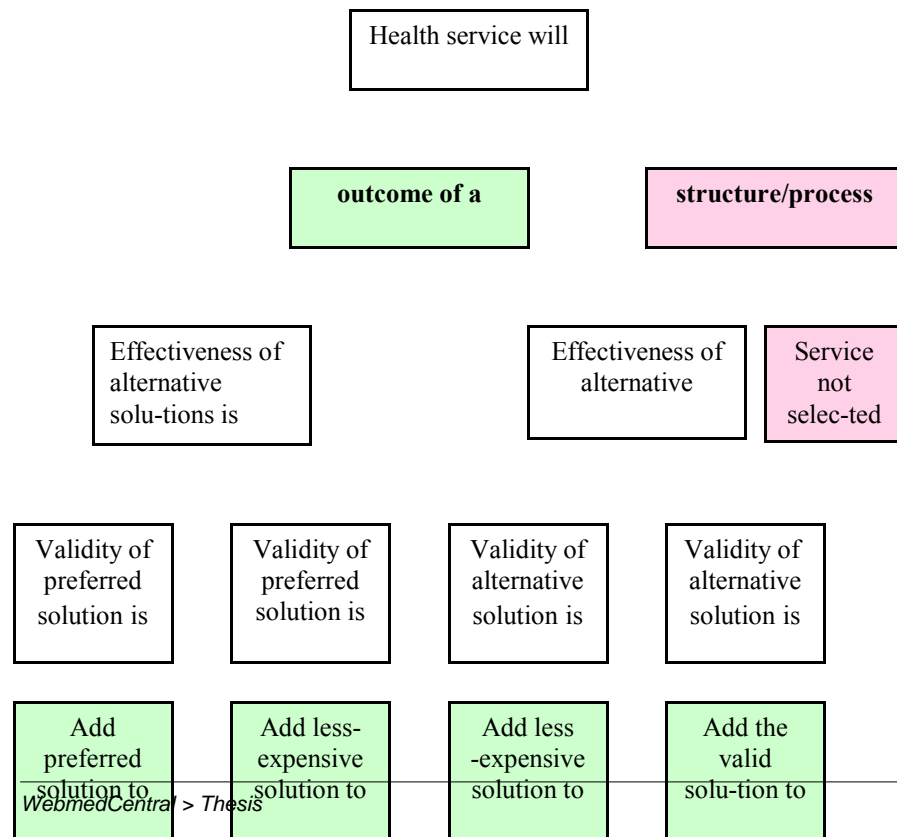 Health service will
outcome of a
structure/process
Effectiveness of
alternative
solu-tions is
Effectiveness of
alternative
Service
not
selec-ted
Validity of
preferred
solution is
Validity of
preferred
solution is
Validity of
alternative
solution is
Validity of
alternative
solution is
Add
preferred
solution to
Add less-
expensive
solution to
Add less
-expensive
solution to
Add the
valid
solu-tion to
WebmedCentral > Thesis